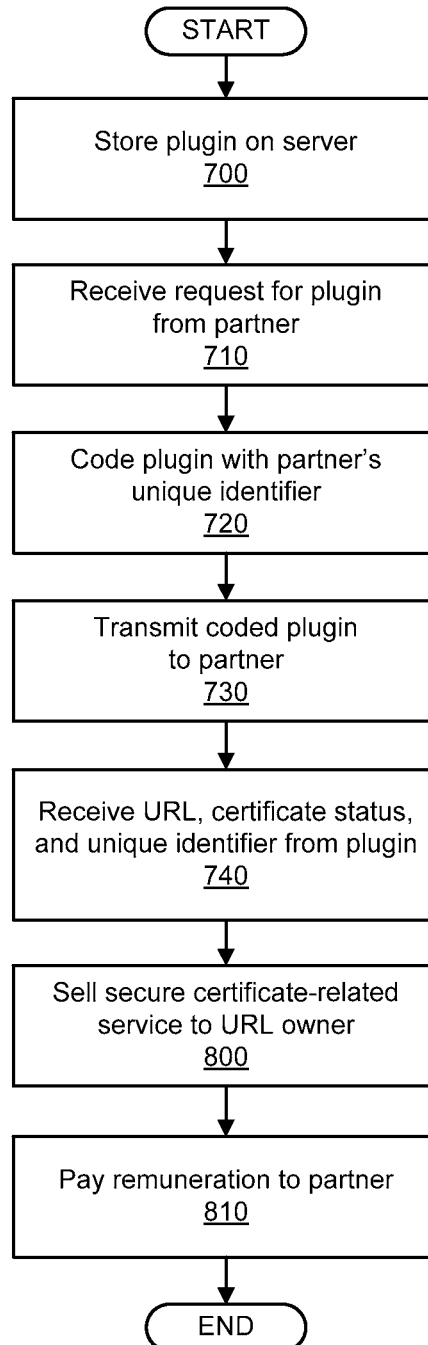 START
Store plugin on server
700
Receive request for plugin
from partner
710
Code plugin with partner's
unique identifier
720
Transmit coded plugin
to partner
730
Receive URL, certificate status,
and unique identifier from plugin
740
Sell secure certificate-related
service to URL owner
800
Pay remuneration to partner
810
END